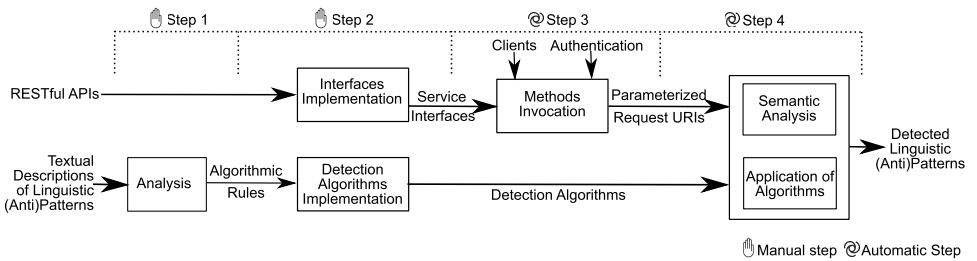 Step 1
Step 2
Step 3
Step 4
Clients
Authentication
RESTful APIs
Interfaces
Implementation
Service
Interfaces
Methods
Invocation
Parameterized
Request URIs
Semantic
Analysis
Detected
Linguistic
(Anti)Patterns
Textual
Descriptions
of Linguistic
(Anti)Patterns
Analysis
Algorithmic
Rules
Detection
Algorithms
Implementation
Detection Algorithms
Application of
Algorithms
Manual step
Automatic Step